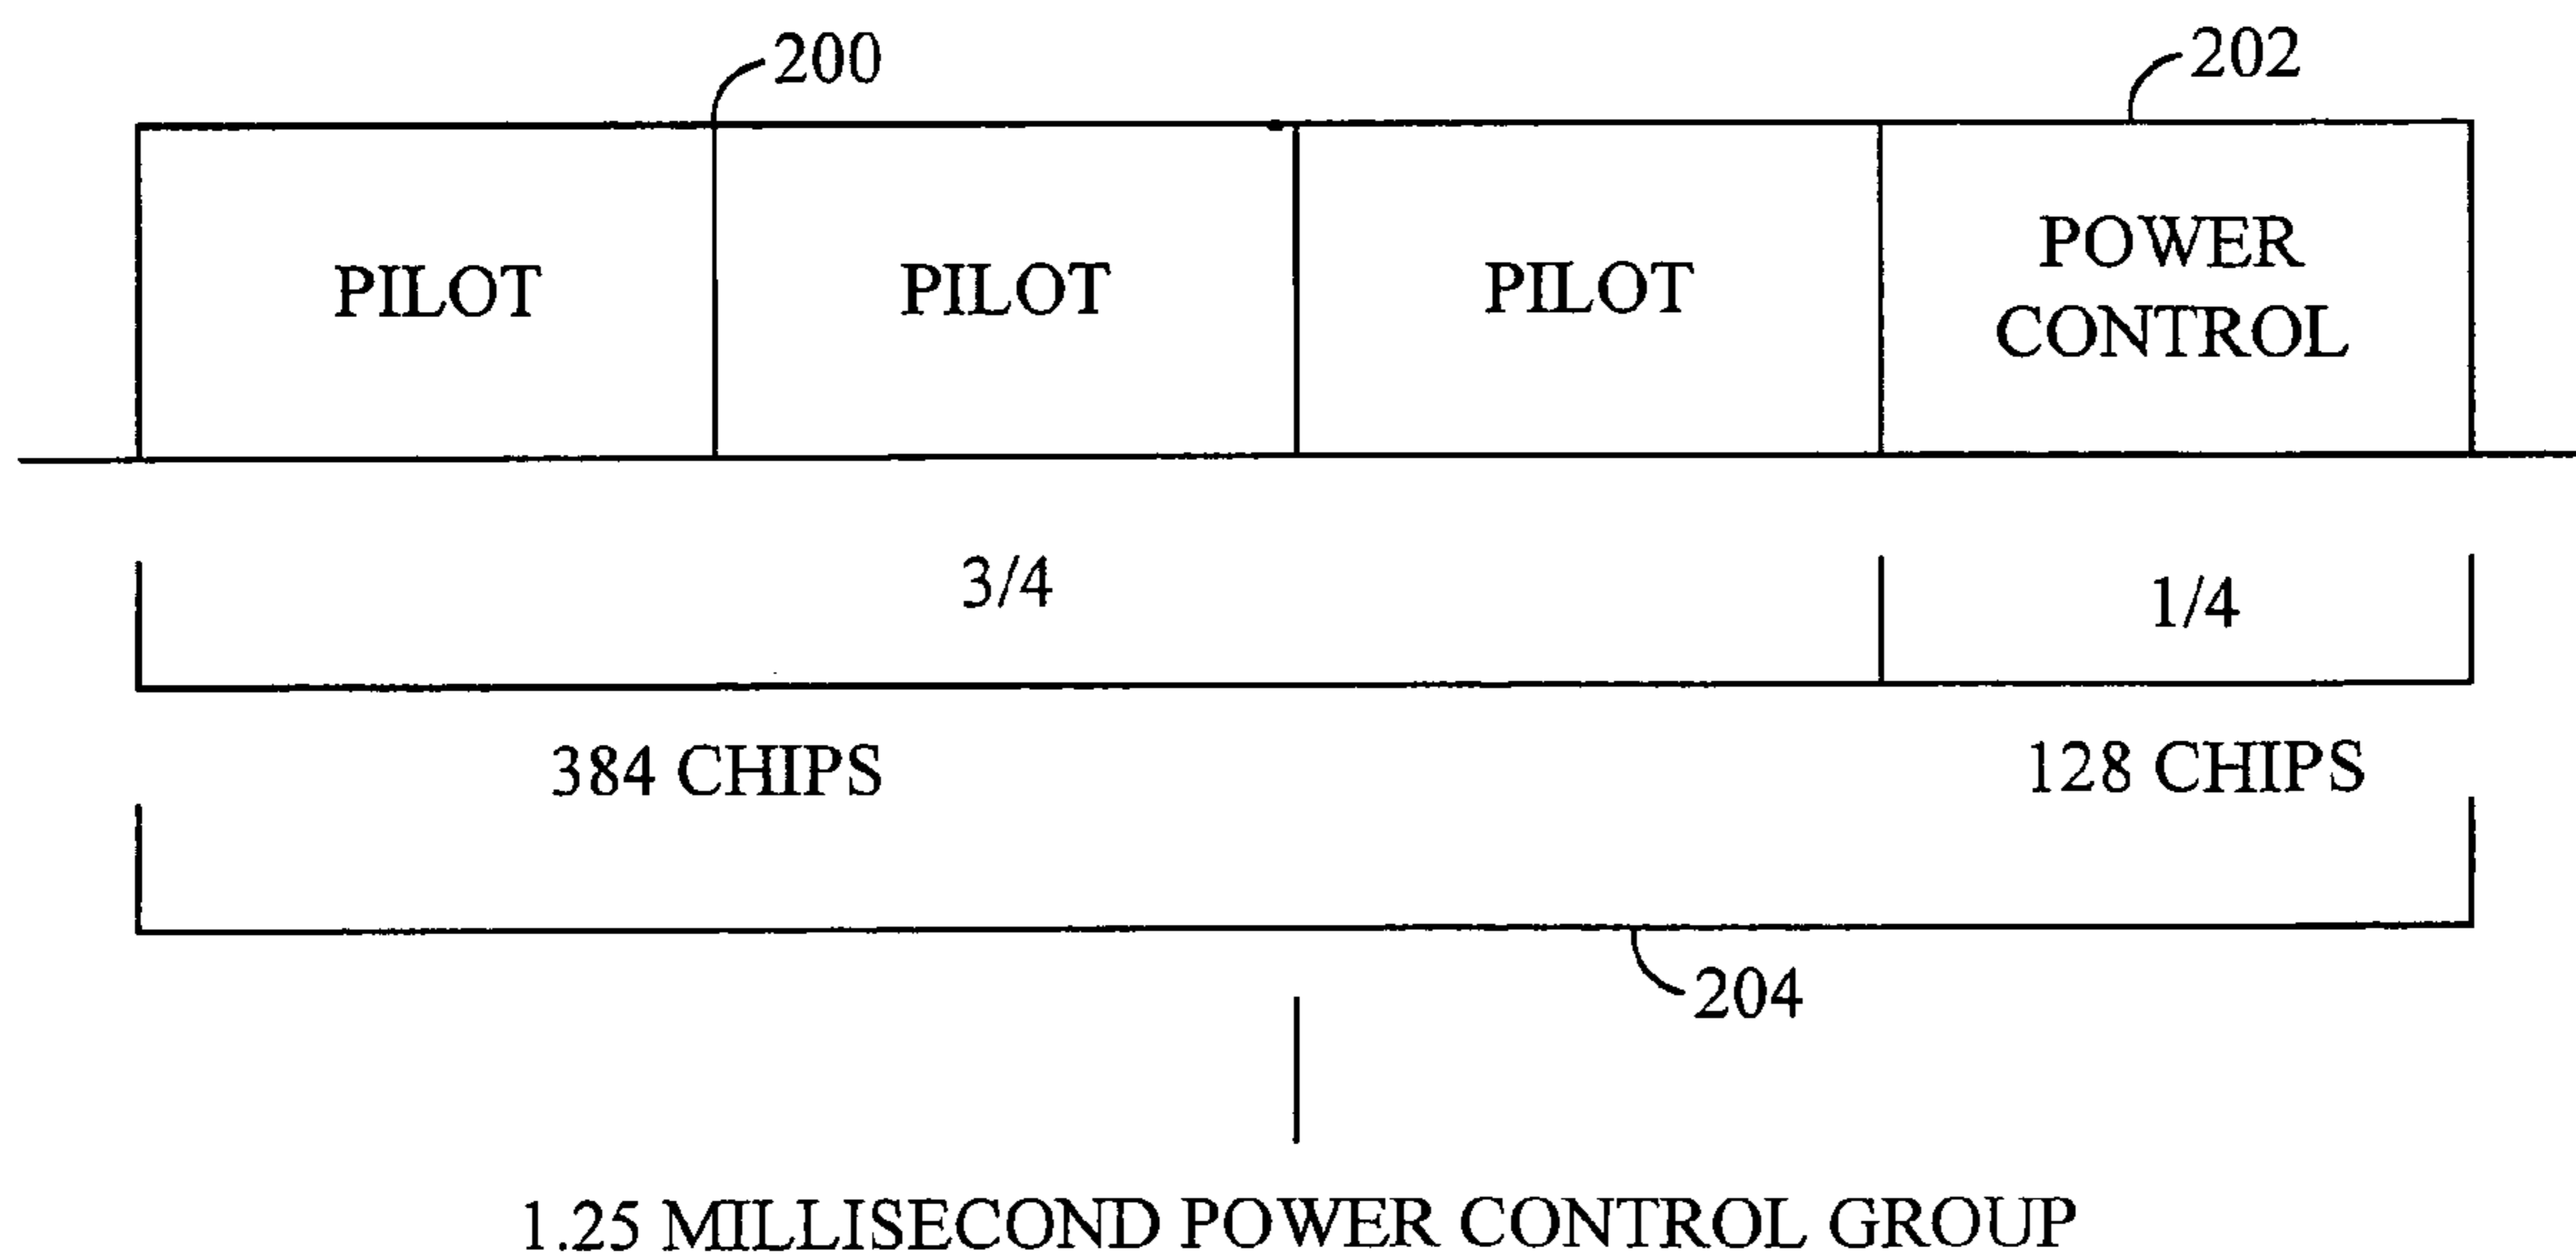 200
202
PILOT
PILOT
PILOT
POWER
CONTROL
3/4
1/4
384 CHIPS
128 CHIPS
204
1.25 MILLISECOND POWER CONTROL GROUP